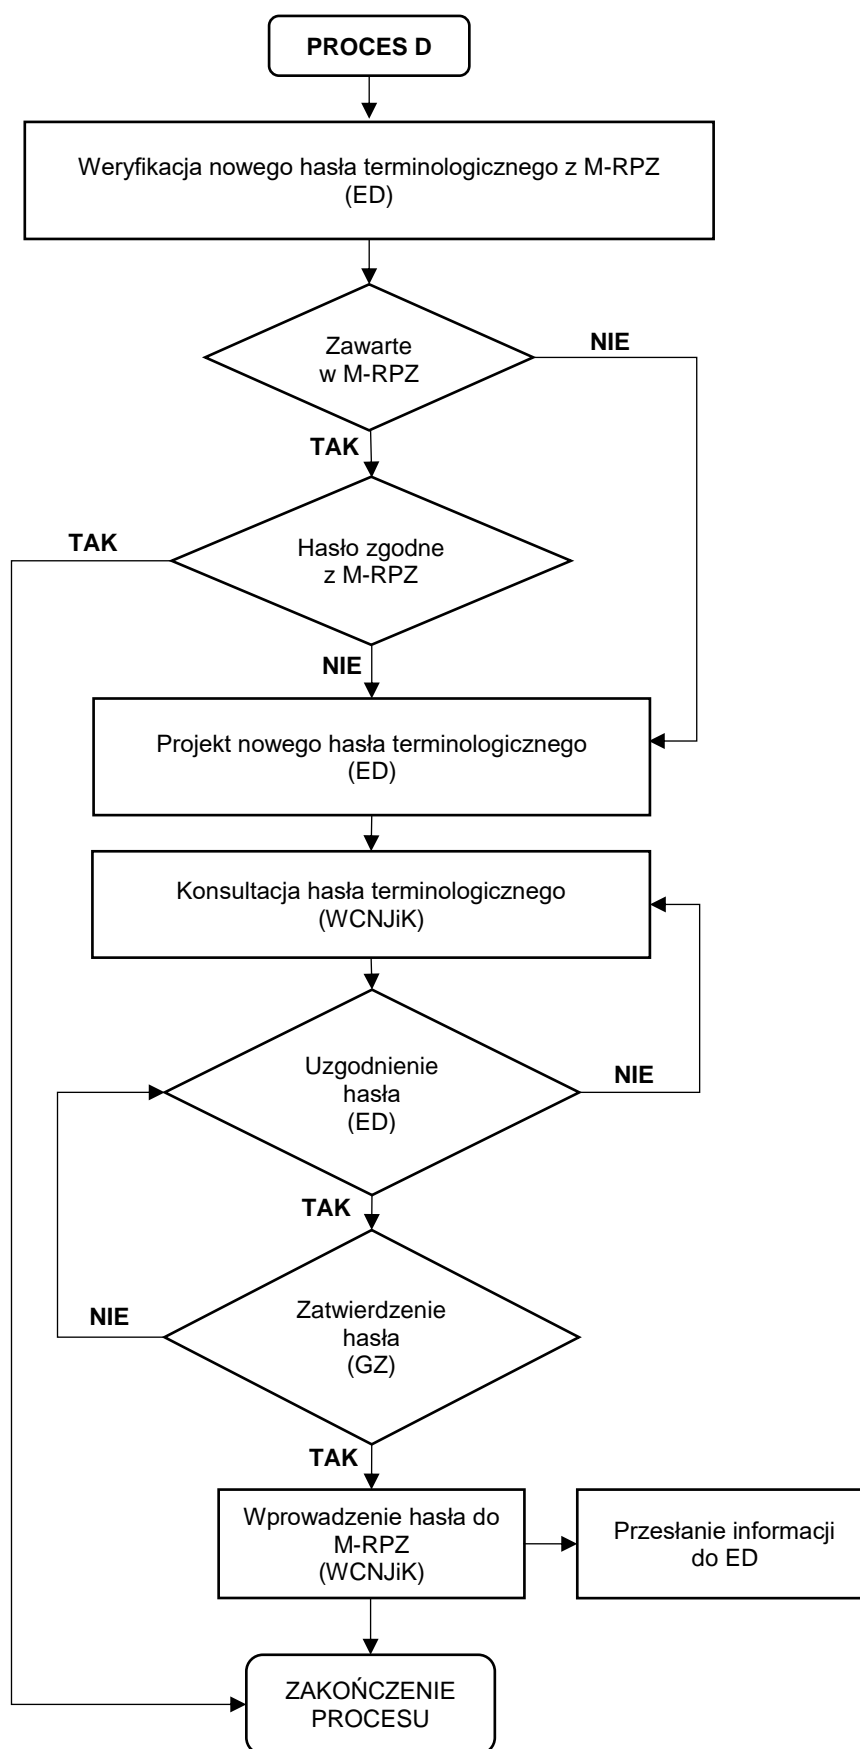 PROCES D
Weryfikacja nowego hasła terminologicznego z M-RPZ
(ED)
Zawarte
w M-RPZ
NIE
TAK
Hasło zgodne
z M-RPZ
TAK
NIE
Projekt nowego hasła terminologicznego
(ED)
Konsultacja hasła terminologicznego
(WCNJiK)
Uzgodnienie
hasła
(ED)
NIE
TAK
Zatwierdzenie
hasła
(GZ)
NIE
TAK
Wprowadzenie hasła do
M-RPZ
(WCNJiK)
Przesłanie informacji
do ED
ZAKOŃCZENIE
PROCESU